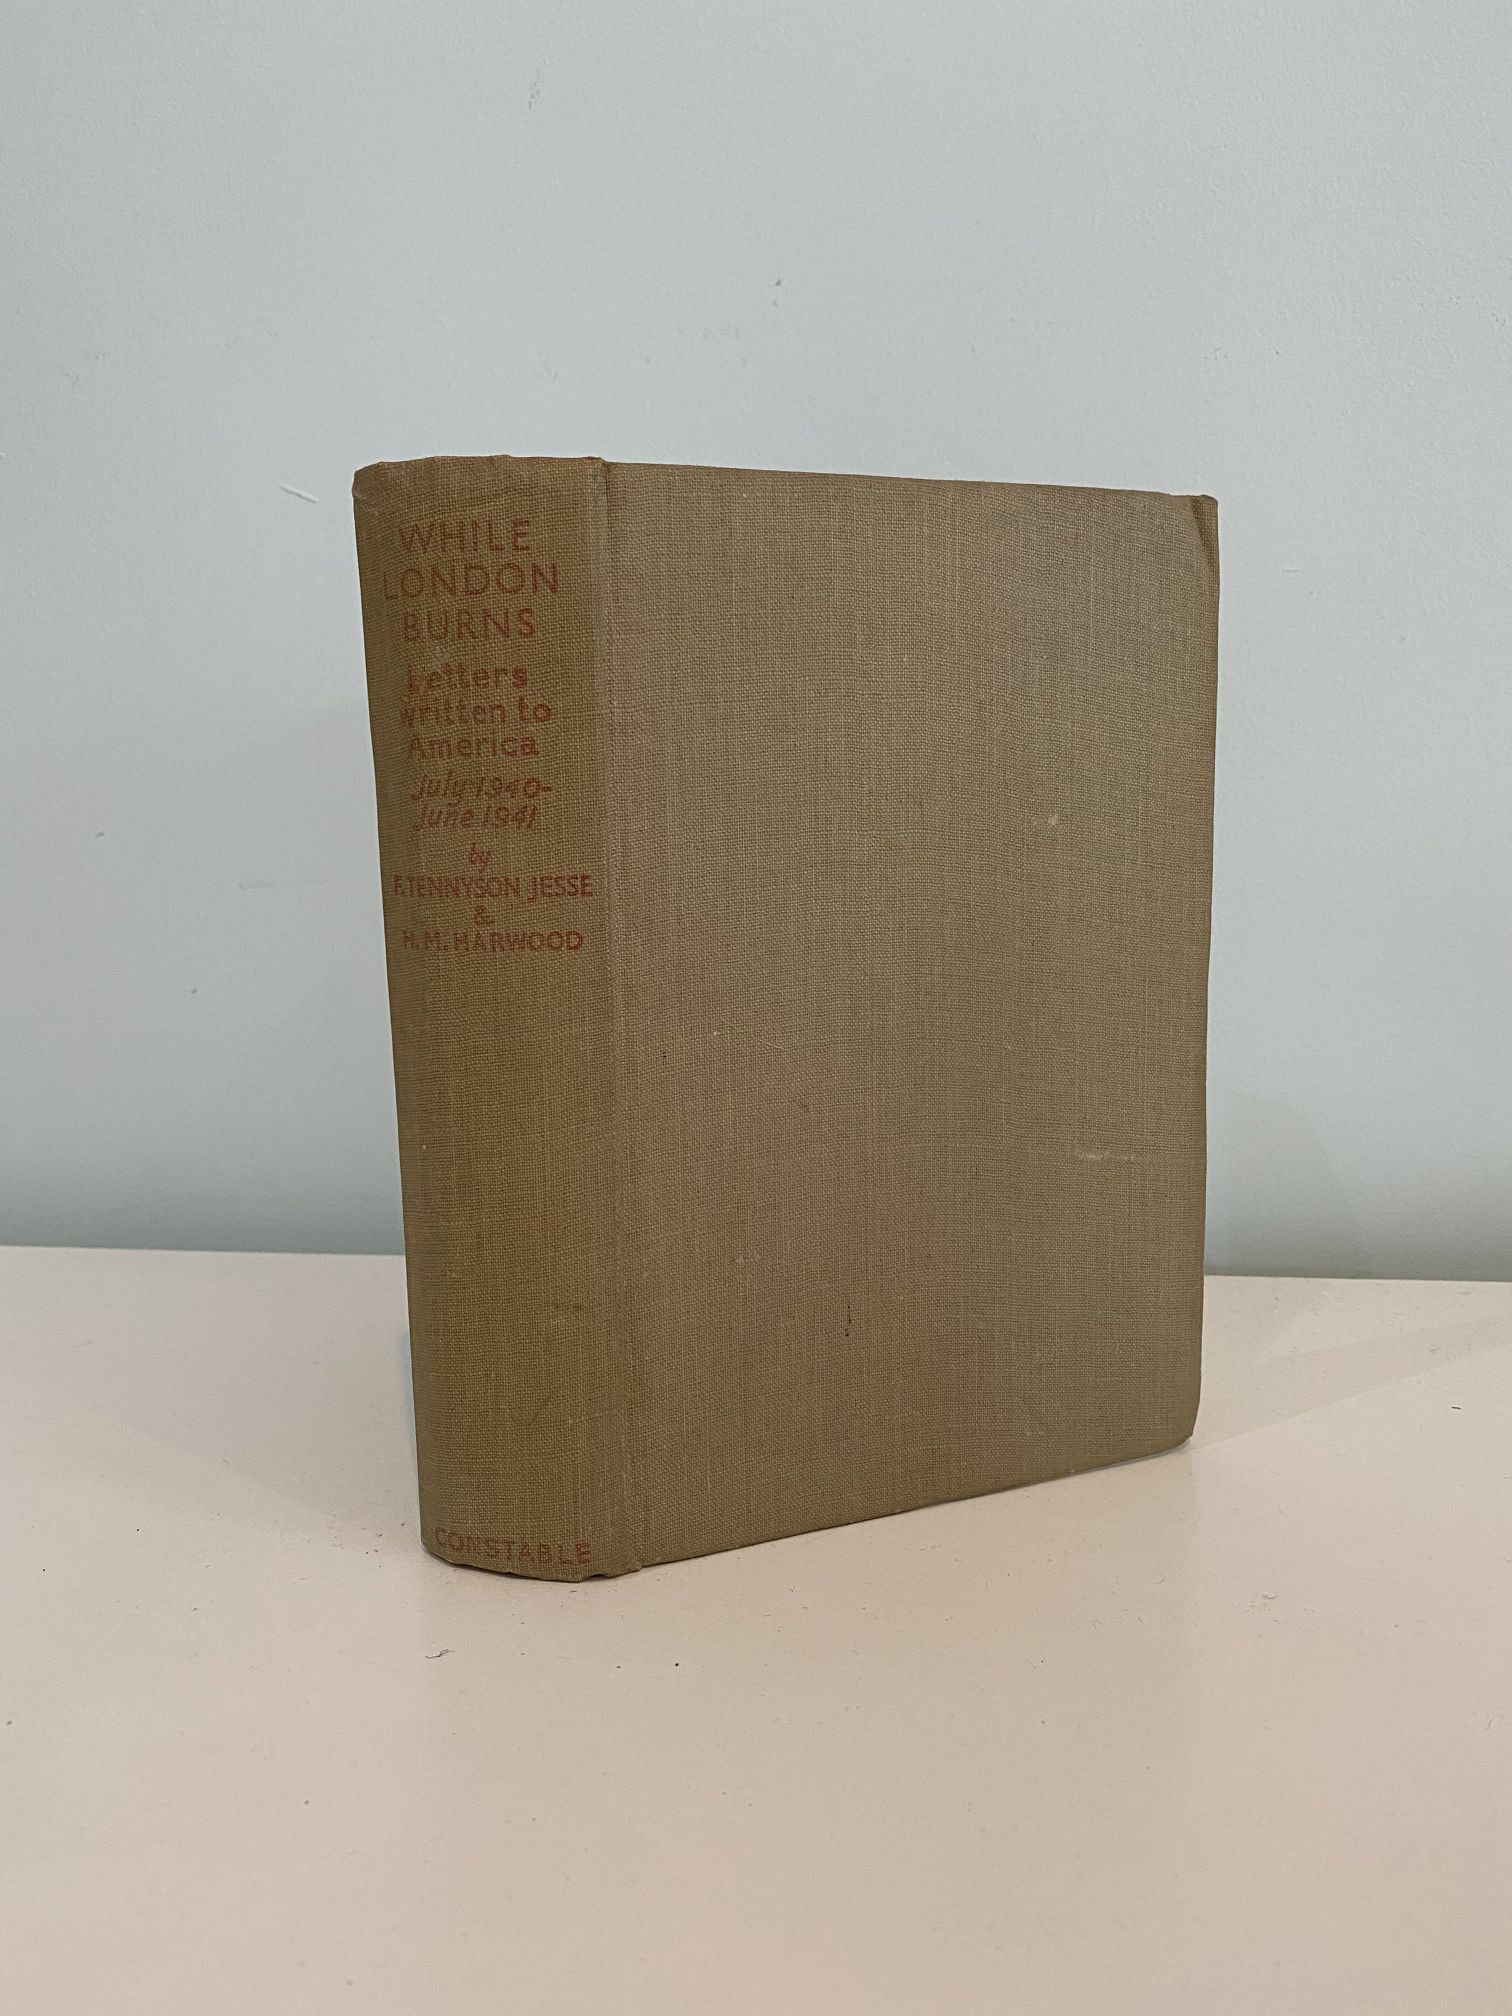 WHILE
LONDON
BURNS
Letters
written to
America
July 1940-
June 1941
by
F. TENNYSON JESSE
&
H. M. HARWOOD
CONSTABLE